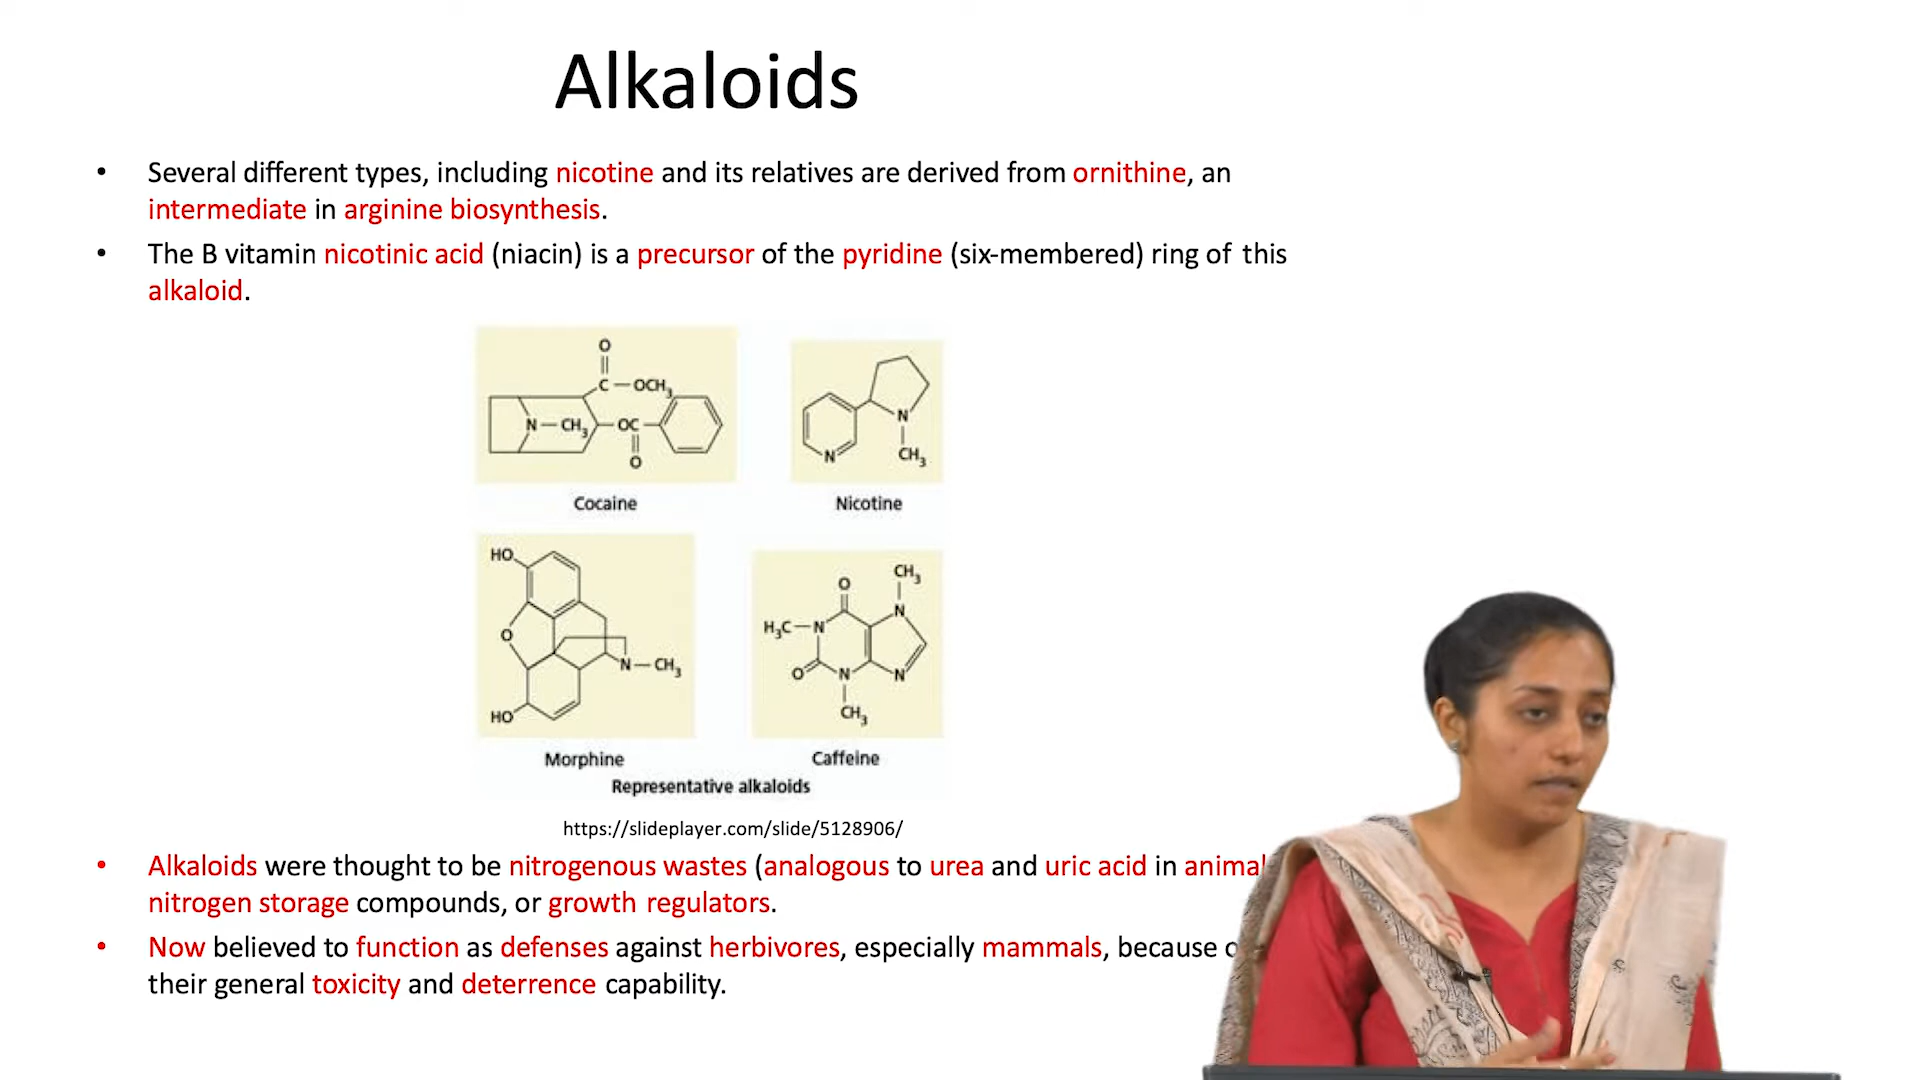 Alkaloids
• Several different types, including nicotine and its relatives are derived from ornithine, an
intermediate in arginine biosynthesis.
• The B vitamin nicotinic acid (niacin) is a precursor of the pyridine (six-membered) ring of this
alkaloid.
O
C—OCH3
N—CH3 OC
O
Cocaine
N
N
CH3
Nicotine
HO
O
N—CH3
HO
Morphine
CH3
O
N
H3C—N
O N N
CH3
Caffeine
Representative alkaloids
https://slideplayer.com/slide/5128906/
• Alkaloids were thought to be nitrogenous wastes (analogous to urea and uric acid in animal
nitrogen storage compounds, or growth regulators.
• Now believed to function as defenses against herbivores, especially mammals, because
their general toxicity and deterrence capability.